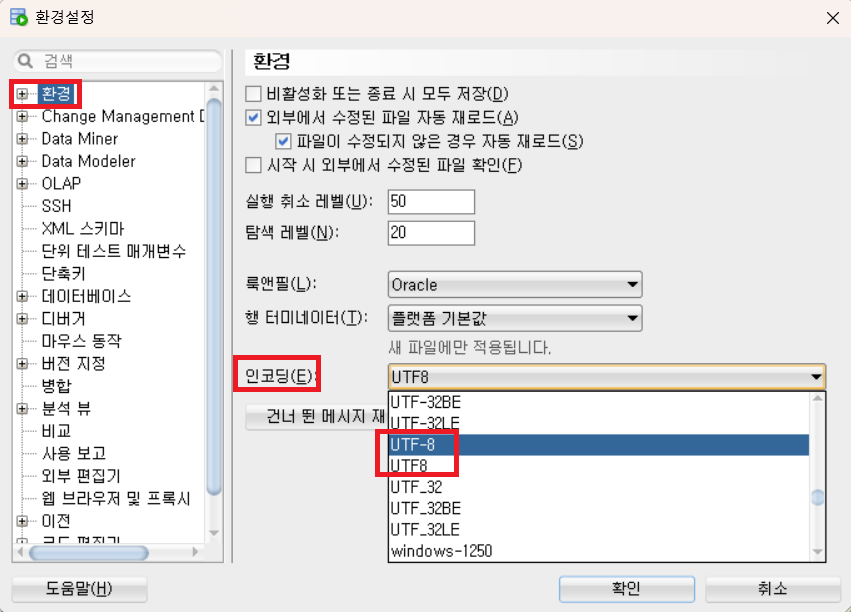 환경설정
검색
환경
Change Management D
Data Miner
Data Modeler
OLAP
SSH
XML 스키마
단위 테스트 매개변수
단축키
데이터베이스
디버거
마우스 동작
버전 지정
병합
분석 뷰
비교
사용 보고
외부 편집기
웹 브라우저 및 프록시
이전
코드 편집기
환경
비활성화 또는 종료 시 모두 저장(D)
외부에서 수정된 파일 자동 재로드(A)
파일이 수정되지 않은 경우 자동 재로드(S)
시작 시 외부에서 수정된 파일 확인(F)
실행 취소 레벨(U): 50
탐색 레벨(N): 20
룩앤필(L): Oracle
행 터미네이터(T): 플랫폼 기본값
새 파일에만 적용됩니다.
인코딩(E): UTF8
건너 뛴 메시지 재
UTF-32BE
UTF-32LE
UTF-8
UTF8
UTF_32
UTF_32BE
UTF_32LE
windows-1250
도움말(H)
확인
취소